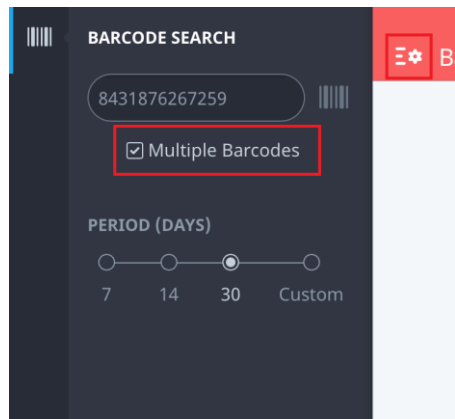 BARCODE SEARCH
8431876267259
Multiple Barcodes
PERIOD (DAYS)
7 14 30 Custom